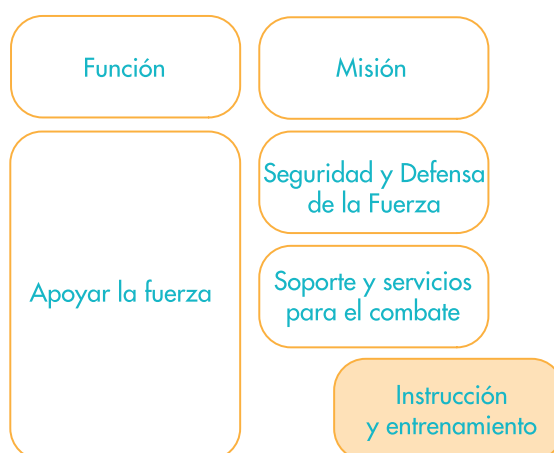 Función
Misión
Apoyar la fuerza
Seguridad y Defensa
de la Fuerza
Soporte y servicios
para el combate
Instrucción
y entrenamiento